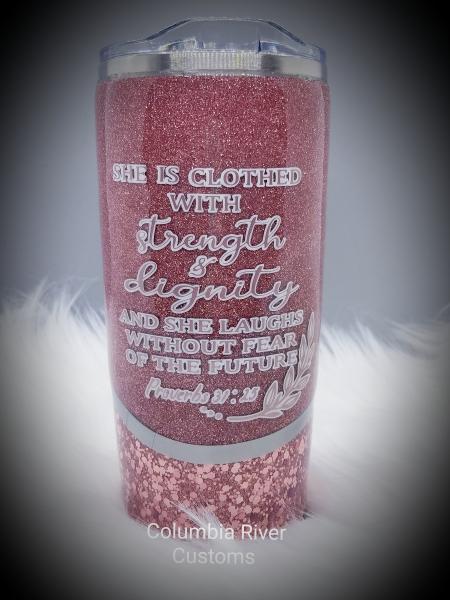 SHE IS CLOTHED
WITH
strength
&
dignity
AND SHE LAUGHS
WITHOUT FEAR
OF THE FUTURE
Proverbs 31:25
Columbia River
Customs